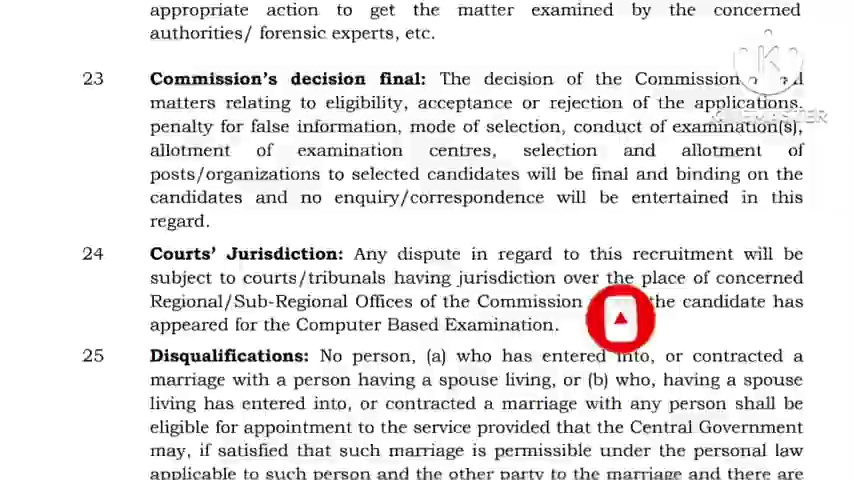 appropriate action to get the matter examined by the concerned
authorities/ forensic experts, etc.
23 Commission's decision final: The decision of the Commission
matters relating to eligibility, acceptance or rejection of the applications,
penalty for false information, mode of selection, conduct of examination(s),
allotment of examination centres, selection and allotment of
posts/organizations to selected candidates will be final and binding on the
candidates and no enquiry/correspondence will be entertained in this
regard.
24 Courts' Jurisdiction: Any dispute in regard to this recruitment will be
subject to courts/tribunals having jurisdiction over the place of concerned
Regional/Sub-Regional Offices of the Commission the candidate has
appeared for the Computer Based Examination.
25 Disqualifications: No person, (a) who has entered into, or contracted a
marriage with a person having a spouse living, or (b) who, having a spouse
living has entered into, or contracted a marriage with any person shall be
eligible for appointment to the service provided that the Central Government
may, if satisfied that such marriage is permissible under the personal law
applicable to such person and the other party to the marriage and there are
K
KINEMASTER